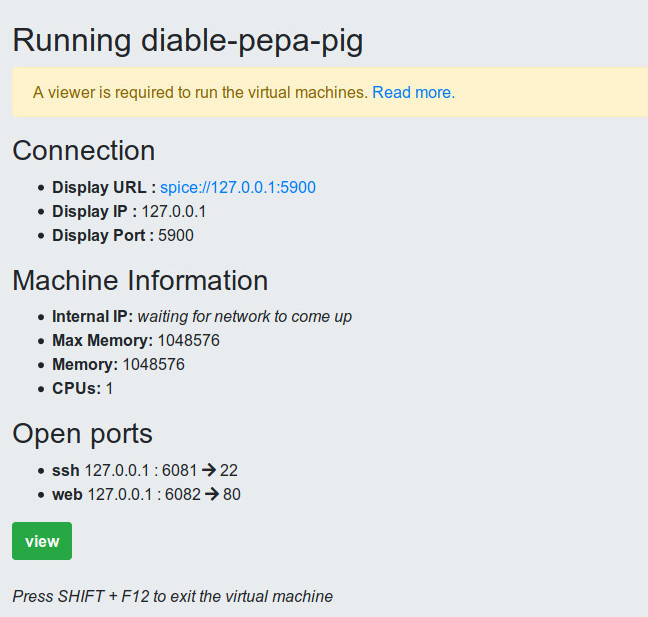 Running diable-pepa-pig
A viewer is required to run the virtual machines. Read more.
Connection
Display URL : spice://127.0.0.1:5900
Display IP : 127.0.0.1
Display Port : 5900
Machine Information
Internal IP: waiting for network to come up
Max Memory: 1048576
Memory: 1048576
CPUs: 1
Open ports
ssh 127.0.0.1 : 6081 → 22
web 127.0.0.1 : 6082 → 80
view
Press SHIFT + F12 to exit the virtual machine